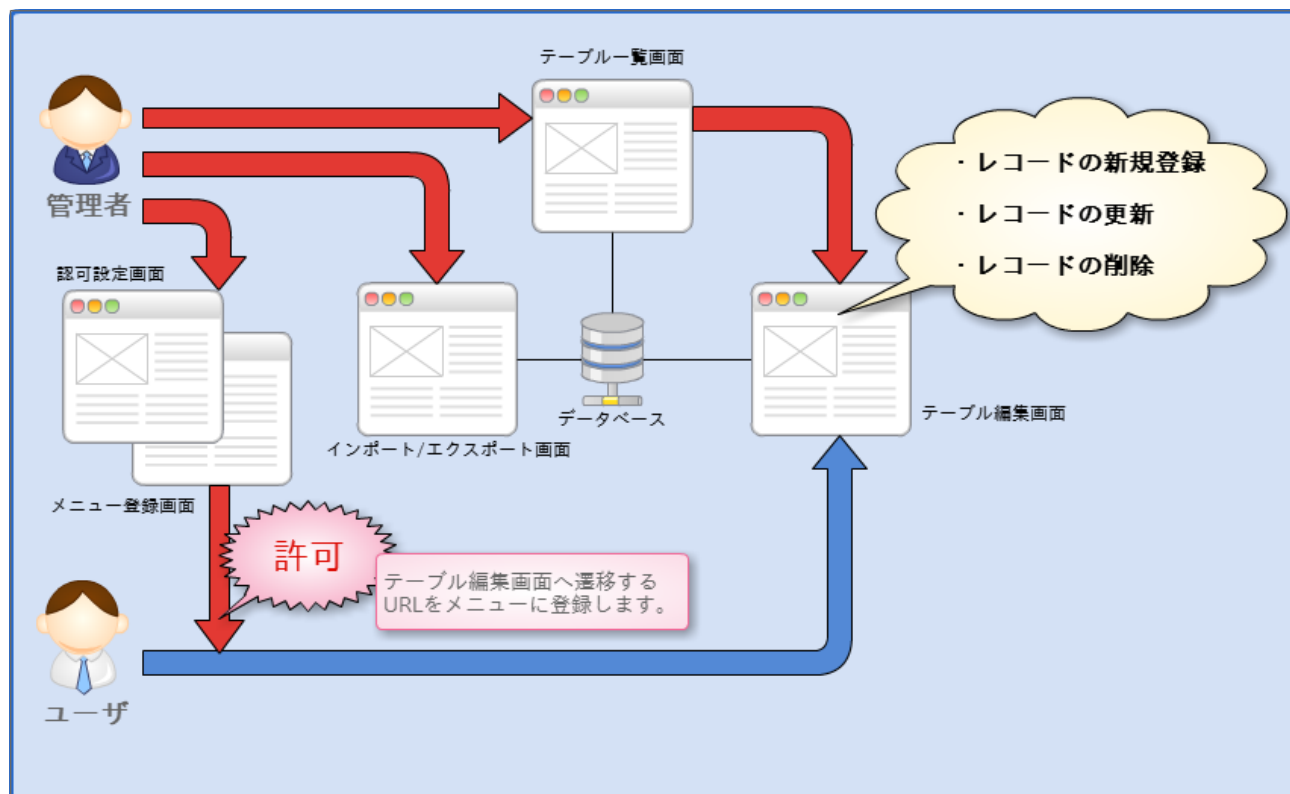 テーブル一覧画面
管理者
・レコードの新規登録
・レコードの更新
・レコードの削除
認可設定画面
データベース
テーブル編集画面
インポート/エクスポート画面
メニュー登録画面
許可
テーブル編集画面へ遷移する
URLをメニューに登録します。
ユーザ